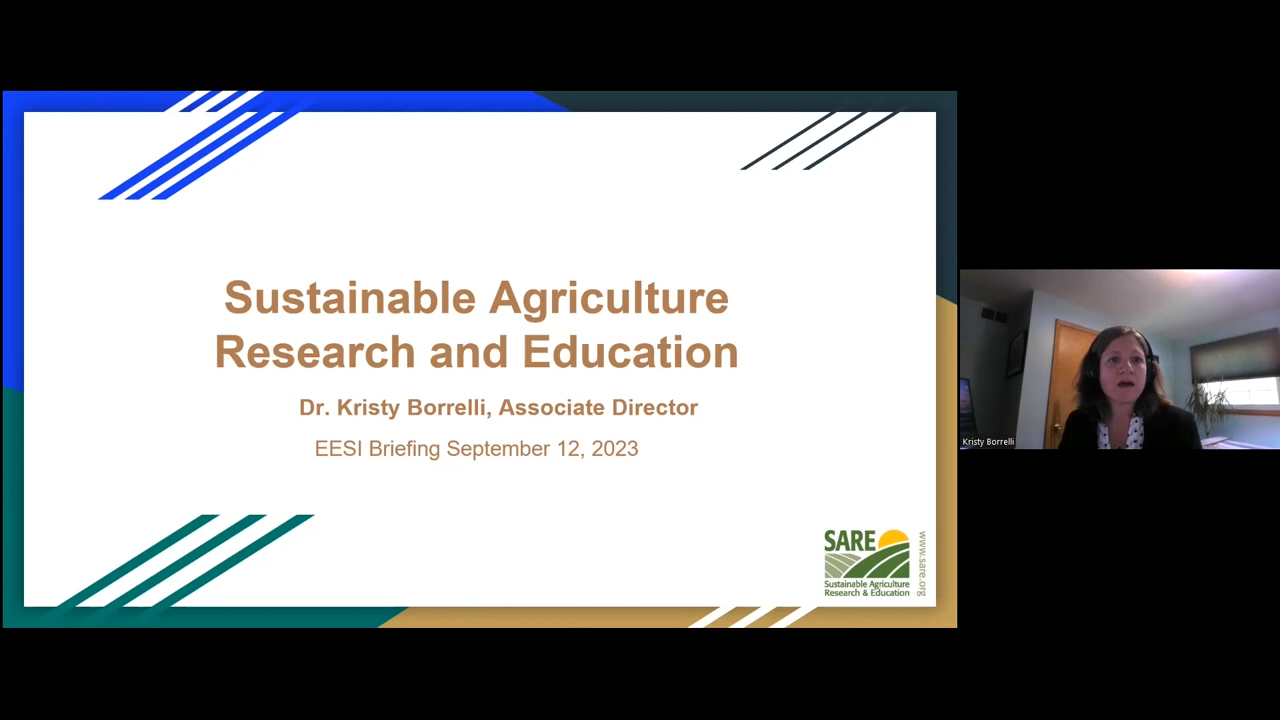 Sustainable Agriculture
Research and Education
Dr. Kristy Borrelli, Associate Director
EESI Briefing September 12, 2023
SARE
Sustainable Agriculture
Research & Education
www.sare.org
Kristy Borrelli